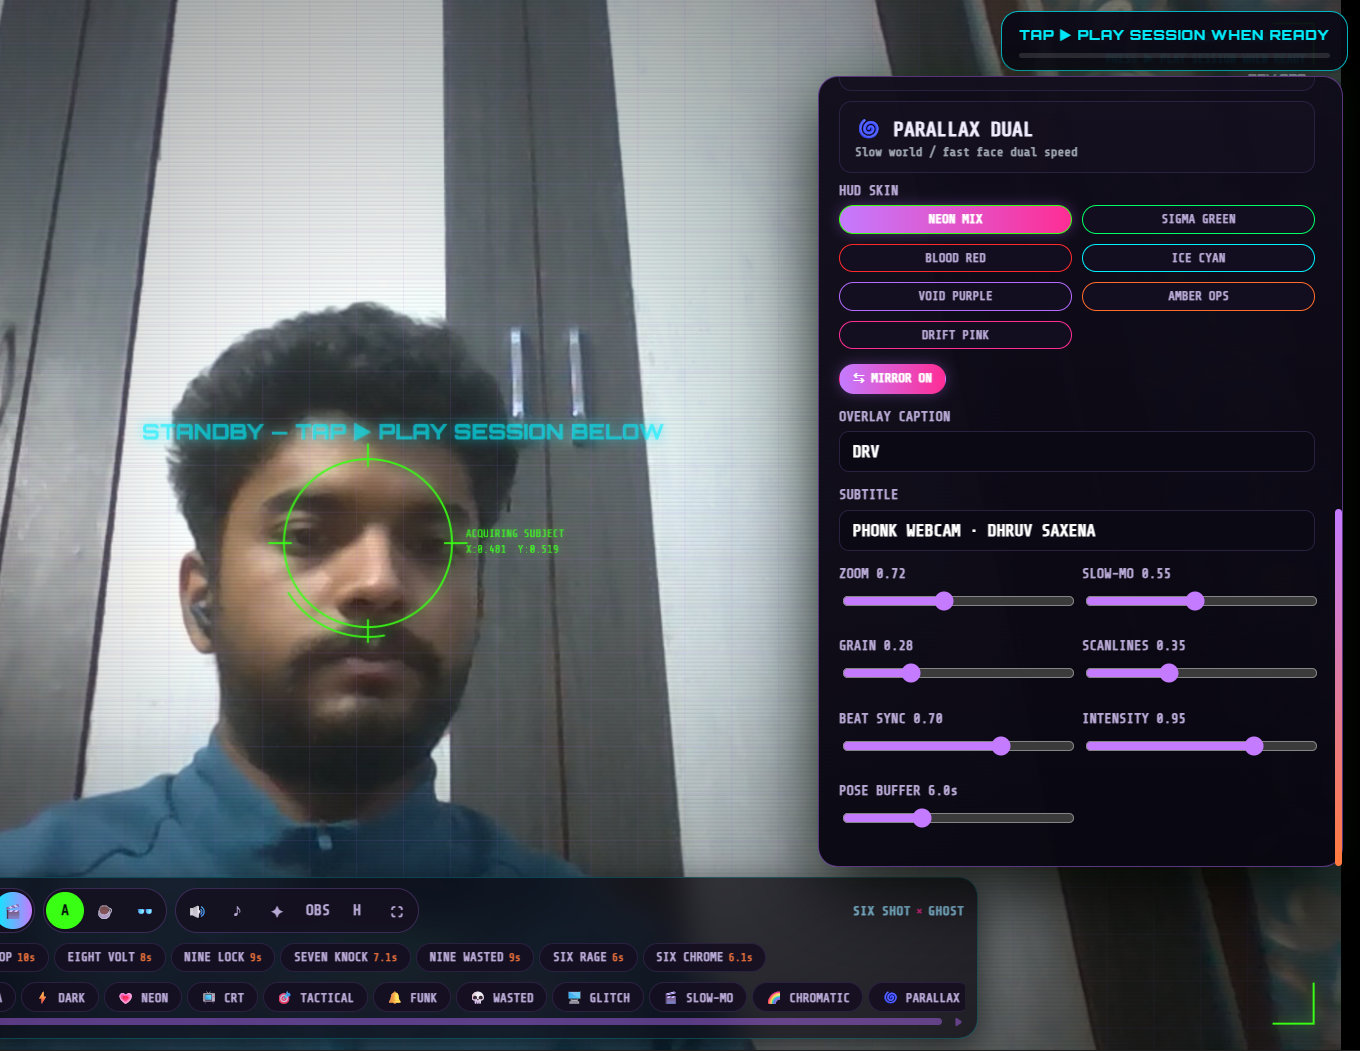 TAP ▶ PLAY SESSION WHEN READY
PARALLAX DUAL
Slow world / fast face dual speed
HUD SKIN
NEON MIX
SIGMA GREEN
BLOOD RED
ICE CYAN
VOID PURPLE
AMBER OPS
DRIFT PINK
⇆ MIRROR ON
OVERLAY CAPTION
DRV
SUBTITLE
PHONK WEBCAM · DHRUV SAXENA
ZOOM 0.72
SLOW-MO 0.55
GRAIN 0.28
SCANLINES 0.35
BEAT SYNC 0.70
INTENSITY 0.95
POSE BUFFER 6.0s
STANDBY — TAP ▶ PLAY SESSION BELOW
ACQUIRING SUBJECT
X:0.481 Y:0.519
A
OBS
H
SIX SHOT × GHOST
OP 10s
EIGHT VOLT 8s
NINE LOCK 9s
SEVEN KNOCK 7.1s
NINE WASTED 9s
SIX RAGE 6s
SIX CHROME 6.1s
DARK
NEON
CRT
TACTICAL
FUNK
WASTED
GLITCH
SLOW-MO
CHROMATIC
PARALLAX